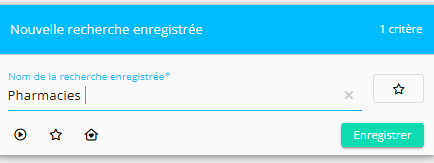 Nouvelle recherche enregistrée 1 critère
Nom de la recherche enregistrée*
Pharmacies
Enregistrer